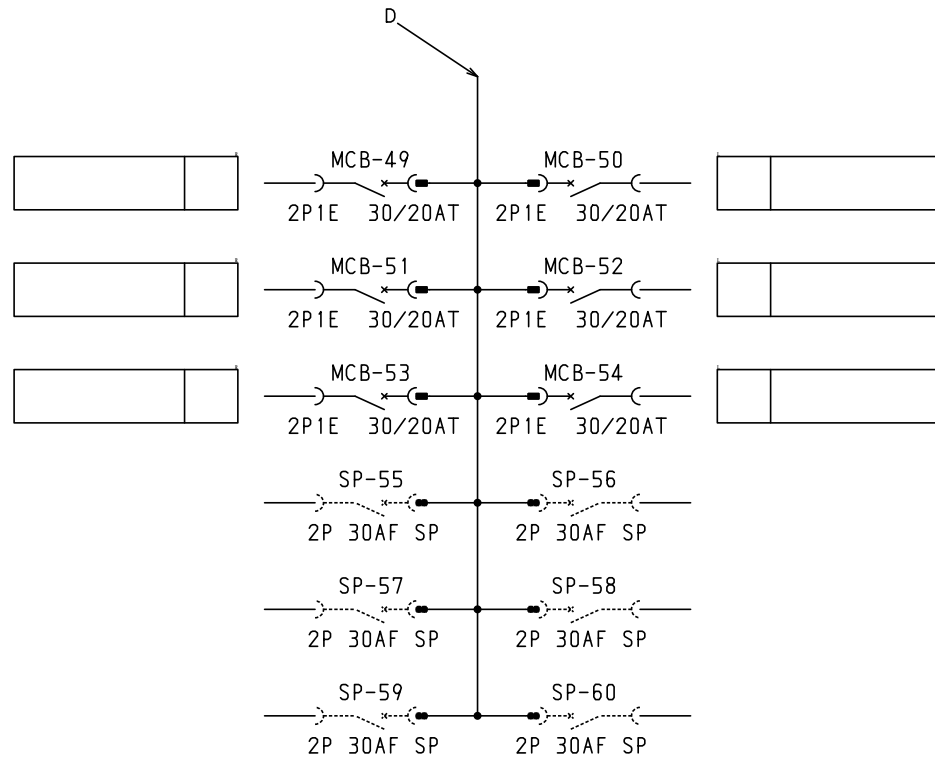 D
MCB-49 MCB-50
2P1E 30/20AT 2P1E 30/20AT
MCB-51 MCB-52
2P1E 30/20AT 2P1E 30/20AT
MCB-53 MCB-54
2P1E 30/20AT 2P1E 30/20AT
SP-55 SP-56
2P 30AF SP 2P 30AF SP
SP-57 SP-58
2P 30AF SP 2P 30AF SP
SP-59 SP-60
2P 30AF SP 2P 30AF SP